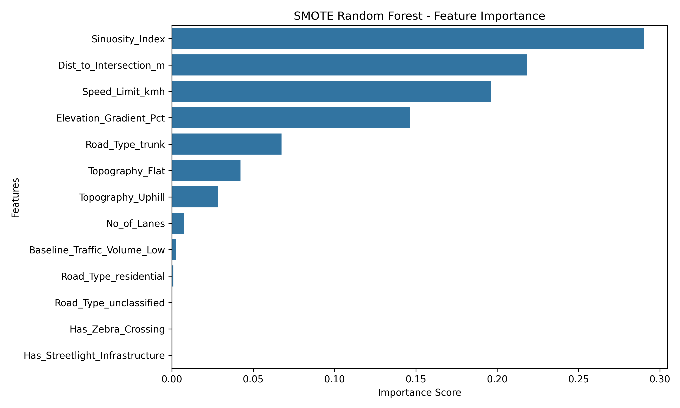 SMOTE Random Forest - Feature Importance
Sinuosity_Index
Dist_to_Intersection_m
Speed_Limit_kmh
Elevation_Gradient_Pct
Road_Type_trunk
Topography_Flat
Topography_Uphill
No_of_Lanes
Baseline_Traffic_Volume_Low
Road_Type_residential
Road_Type_unclassified
Has_Zebra_Crossing
Has_Streetlight_Infrastructure
Features
0.00 0.05 0.10 0.15 0.20 0.25 0.30
Importance Score